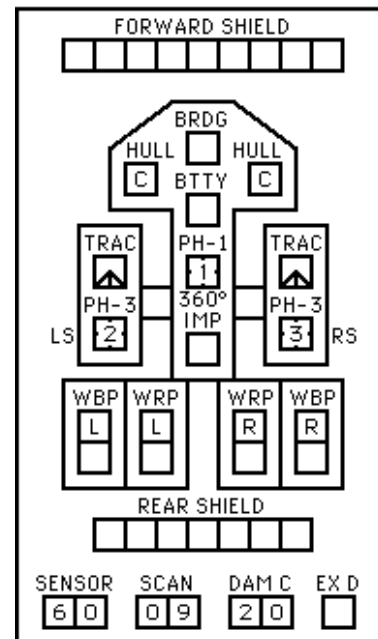 FORWARD SHIELD
BRDG
HULL HULL
C BTTY C
TRAC PH-1 TRAC
1
PH-3 360° PH-3
LS 2 IMP 3 RS
WBP WRP WRP WBP
L L R R
REAR SHIELD
SENSOR SCAN DAM C EX D
6 0 0 9 2 0